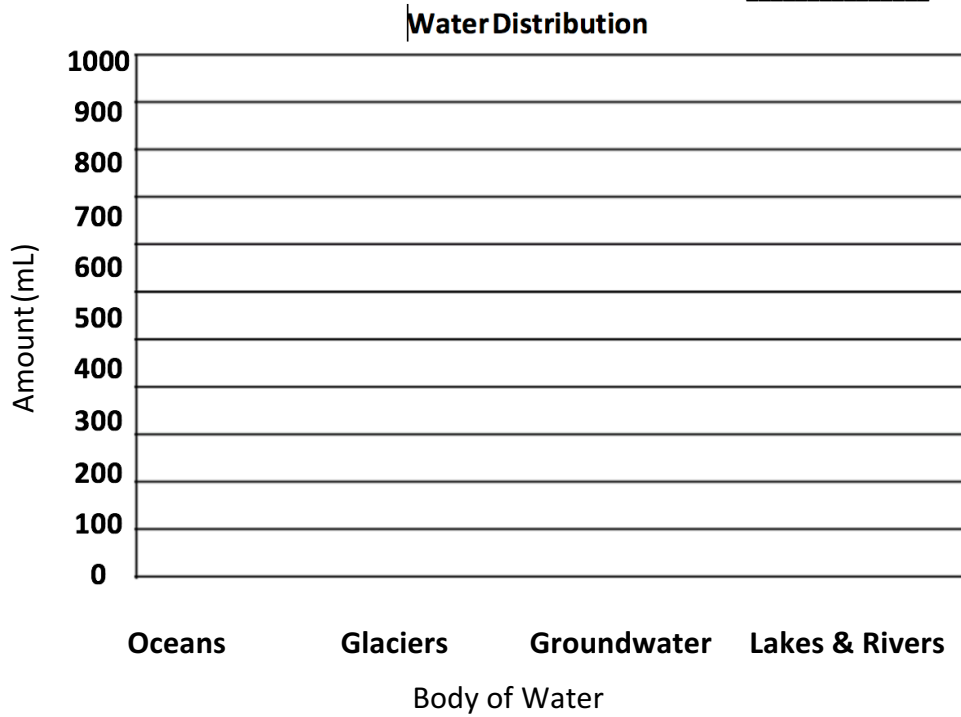 Water Distribution
1000
900
800
700
600
500
400
300
200
100
0
Amount (mL)
Oceans Glaciers Groundwater Lakes & Rivers
Body of Water